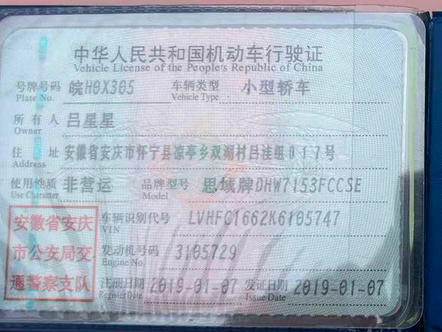 中华人民共和国机动车行驶证
Vehicle License of the People's Republic of China
号牌号码 皖H0X305 车辆类型 小型轿车
Plate No. Vehicle Type
所有人 吕星星
Owner
住址 安徽省安庆市怀宁县凉亭乡双湖村吕洼组017号
使用性质 非营运 品牌型号 思域牌DHW7153FCCSE
Use Character Model
安徽省安庆 车辆识别代号 LVHFC1662K6105747
VIN
市公安局交 发动机号码 3105729
Engine No.
通警察支队 注册日期 2019-01-07 发证日期 2019-01-07
Register Date Issue Date